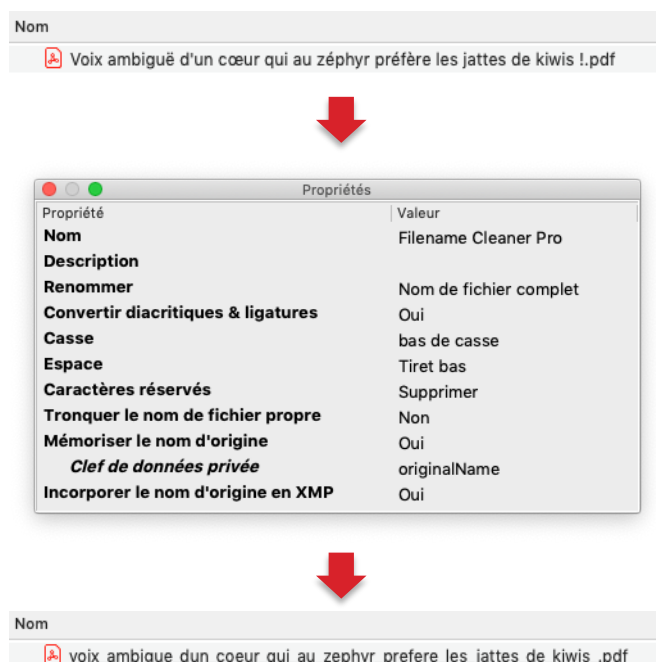 Nom
Voix ambiguë d'un cœur qui au zéphyr préfère les jattes de kiwis !.pdf
Propriétés
Propriété Valeur
Nom Filename Cleaner Pro
Description
Renommer Nom de fichier complet
Convertir diacritiques & ligatures Oui
Casse bas de casse
Espace Tiret bas
Caractères réservés Supprimer
Tronquer le nom de fichier propre Non
Mémoriser le nom d'origine Oui
Clef de données privée originalName
Incorporer le nom d'origine en XMP Oui
Nom
voix ambigue dun coeur qui au zephyr prefere les jattes de kiwis .pdf